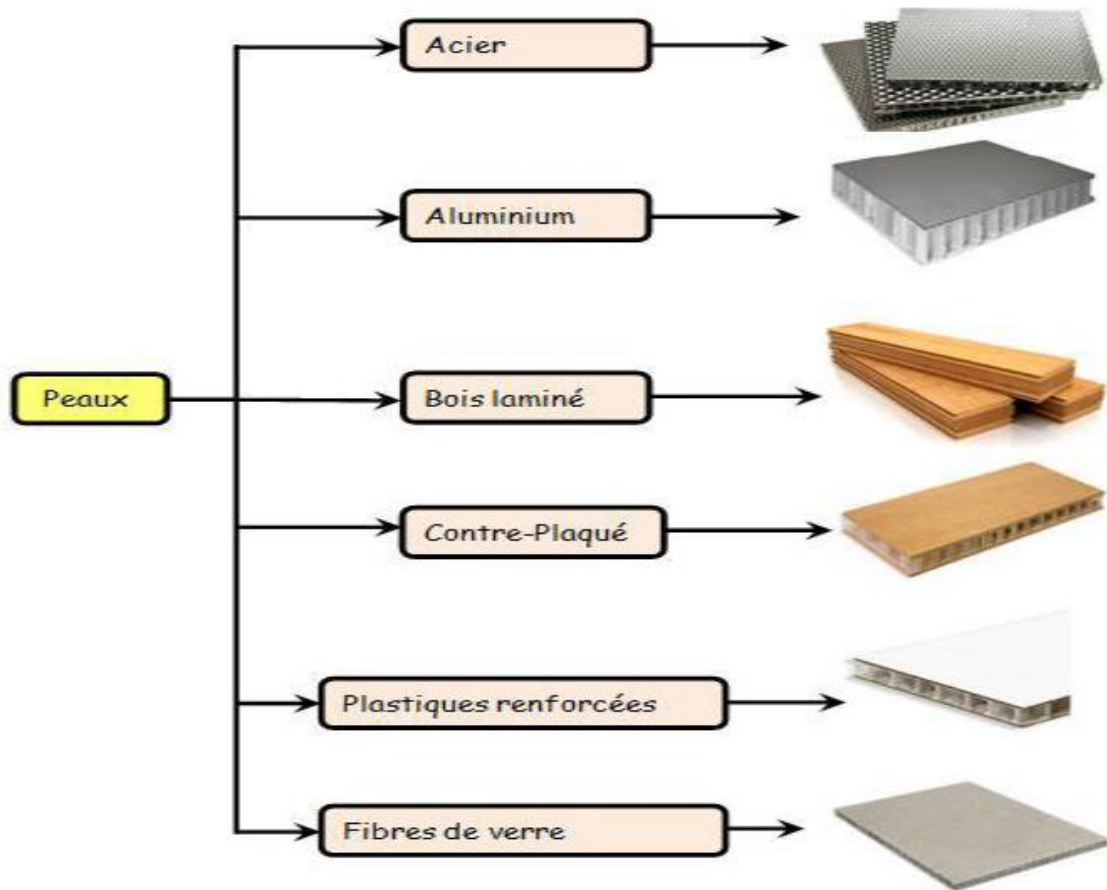 Acier
Aluminium
Peaux
Bois laminé
Contre-Plaqué
Plastiques renforcées
Fibres de verre